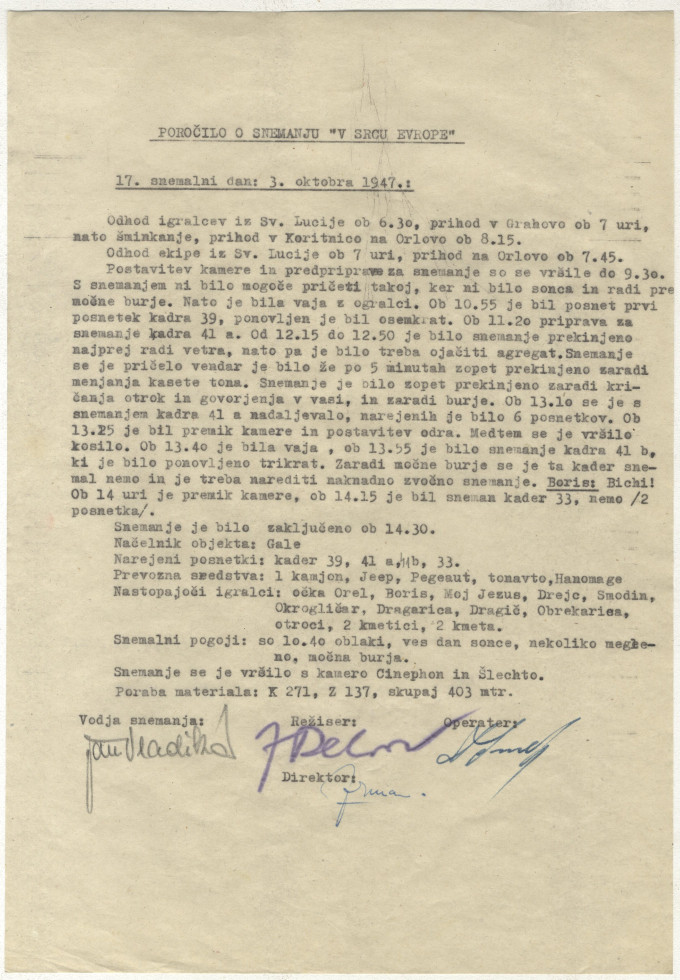 POROČILO O SNEMANJU "V SRCU EVROPE"
17. snemalni dan: 3. oktobra 1947.:
Odhod igralcev iz Sv. Lucije ob 6.3o, prihod v Grahovo ob 7 uri,
nato šminkanje, prihod v Koritnico na Orlovo ob 8.15.
Odhod ekipe iz Sv. Lucije ob 7 uri, prihod na Orlovo ob 7.45.
Postavitev kamere in predpriprave za snemanje so se vršile do 9.3o.
S snemanjem ni bilo mogoče pričeti takoj, ker ni bilo sonca in radi pre
močne burje. Nato je bila vaja z ogralci. Ob 10.55 je bil posnet prvi
posnetek kadra 39, ponovljen je bil osemkrat. Ob 11.2o priprava za
snemanje kadra 41 a. Od 12.15 do 12.50 je bilo snemanje prekinjeno
najprej radi vetra, nato pa je bilo treba ojačiti agregat.Snemanje
se je pričelo vendar je bilo že po 5 minutah zopet prekinjeno zaradi
menjanja kasete tona. Snemanje je bilo zopet prekinjeno zaradi kri-
čanja otrok in govorjenja v vasi, in zaradi burje. Ob 13.1o se je s
snemanjem kadra 41 a nadaljevalo, narejenih je bilo 6 posnetkov. Ob
13.25 je bil premik kamere in postavitev odra. Medtem se je vršilo
kosilo. Ob 13.4o je bila vaja , ob 13.55 je bilo snemanje kadra 41 b,
ki je bilo ponovljeno trikrat. Zaradi močne burje se je ta kader sne-
mal nemo in je treba narediti naknadno zvočno snemanje. Boris: Bichi!
Ob 14 uri je premik kamere, ob 14.15 je bil sneman kader 33, nemo /2
posnetka/.
Snemanje je bilo zaključeno ob 14.30.
Načelnik objekta: Gale
Narejeni posnetki: kader 39, 41 a,41b, 33.
Prevozna sredstva: 1 kamjon, Jeep, Pegeaut, tonavto,Hanomage
Nastopajoči igralci: očka Orel, Boris, Moj Jezus, Drejc, Smodin,
Okrogličar, Dragarica, Dragič, Obrekarica,
otroci, 2 kmetici, 2 kmeta.
Snemalni pogoji: so 1o.4o oblaki, ves dan sonce, nekoliko megle-
no, močna burja.
Snemanje se je vršilo s kamero Cinephon in Šlechto.
Poraba materiala: K 271, Z 137, skupaj 403 mtr.
Vodja snemanja: Režiser: Operater:
Jan Vladika
Direktor: